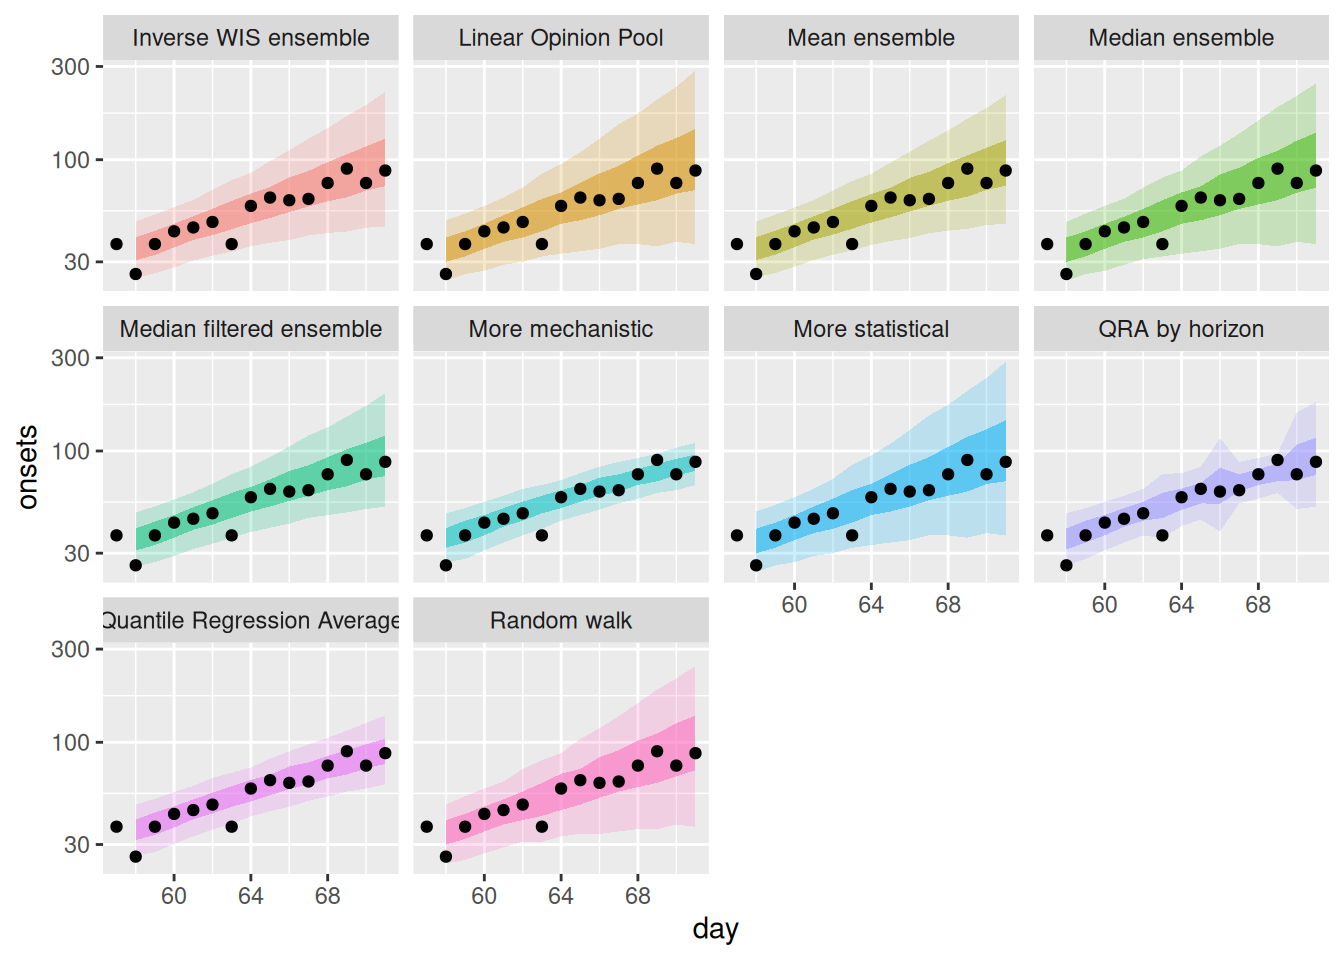 Inverse WIS ensemble
Linear Opinion Pool
Mean ensemble
Median ensemble
300
100
30
Median filtered ensemble
More mechanistic
More statistical
QRA by horizon
300
100
30
60 64 68
60 64 68
Quantile Regression Average
Random walk
300
100
30
60 64 68
60 64 68
onsets
day